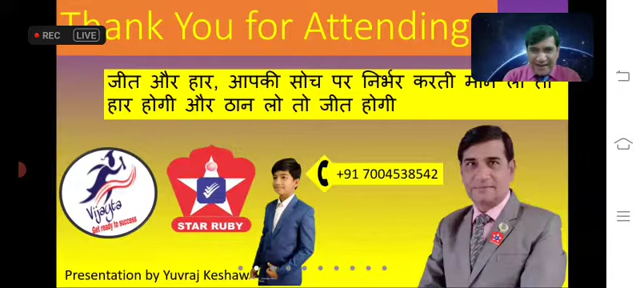 Thank You for Attending
REC LIVE
जीत और हार, आपकी सोच पर निर्भर करती मान लो तो
हार होगी और ठान लो तो जीत होगी
+91 7004538542
Vijayta
Get ready to success
STAR RUBY
Presentation by Yuvraj Keshaw